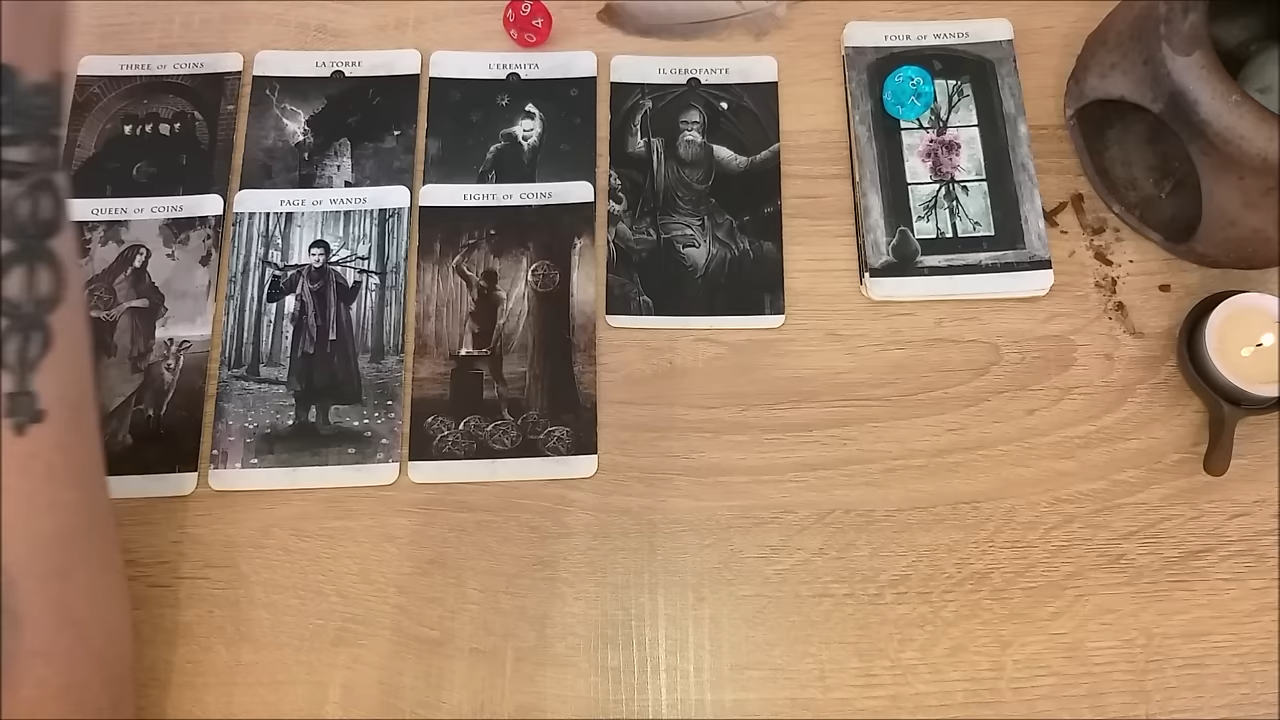 THREE OF COINS
LA TORRE
L'EREMITA
IL GEROFANTE
FOUR OF WANDS
QUEEN OF COINS
PAGE OF WANDS
EIGHT OF COINS